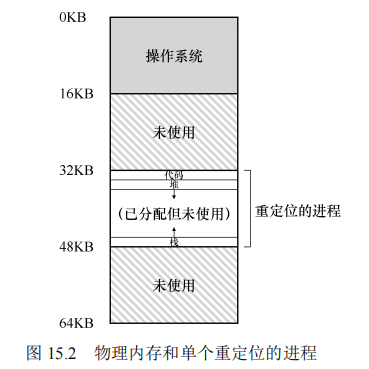 0KB
操作系统
16KB
未使用
32KB
代码
堆
(已分配但未使用)
重定位的进程
栈
48KB
未使用
64KB
图 15.2 物理内存和单个重定位的进程